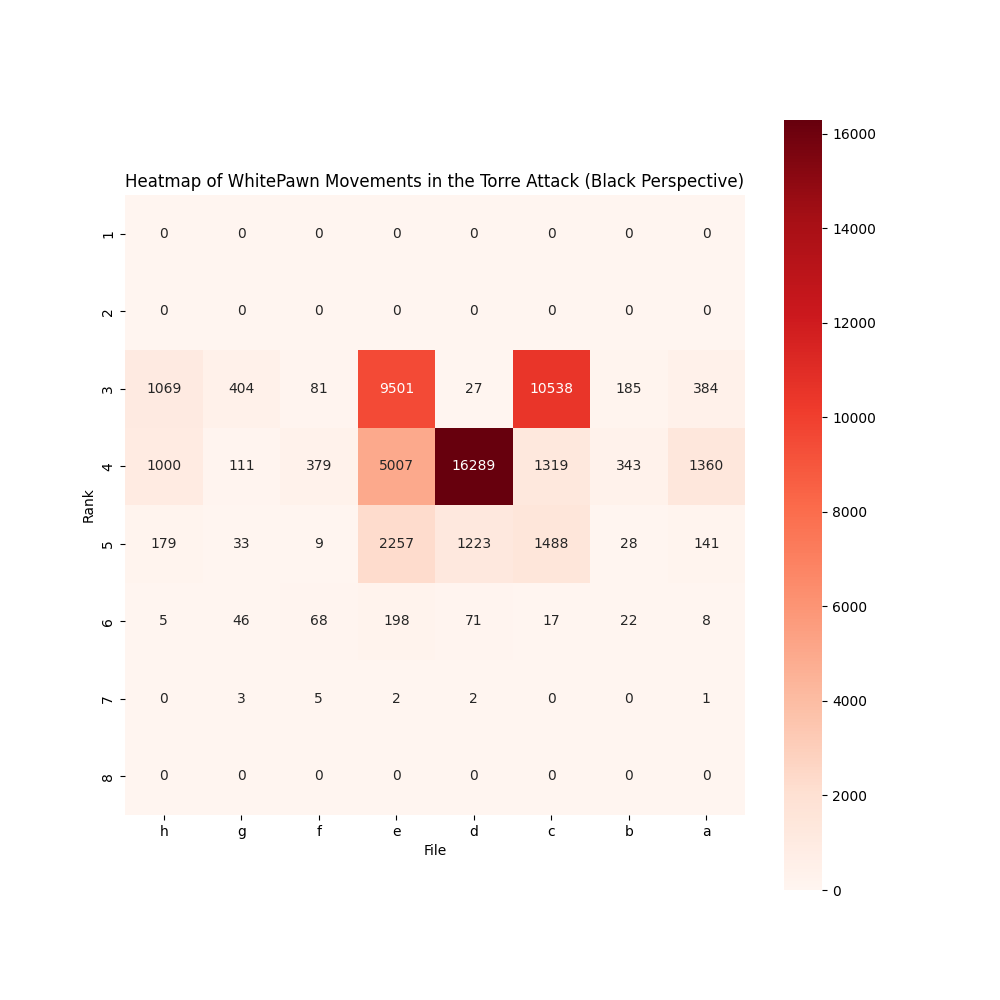 Heatmap of WhitePawn Movements in the Torre Attack (Black Perspective)
1 0 0 0 0 0 0 0 0
2 0 0 0 0 0 0 0 0
3 1069 404 81 9501 27 10538 185 384
4 1000 111 379 5007 16289 1319 343 1360
5 179 33 9 2257 1223 1488 28 141
6 5 46 68 198 71 17 22 8
7 0 3 5 2 2 0 0 1
8 0 0 0 0 0 0 0 0
Rank
h g f e d c b a
File
16000
14000
12000
10000
8000
6000
4000
2000
0